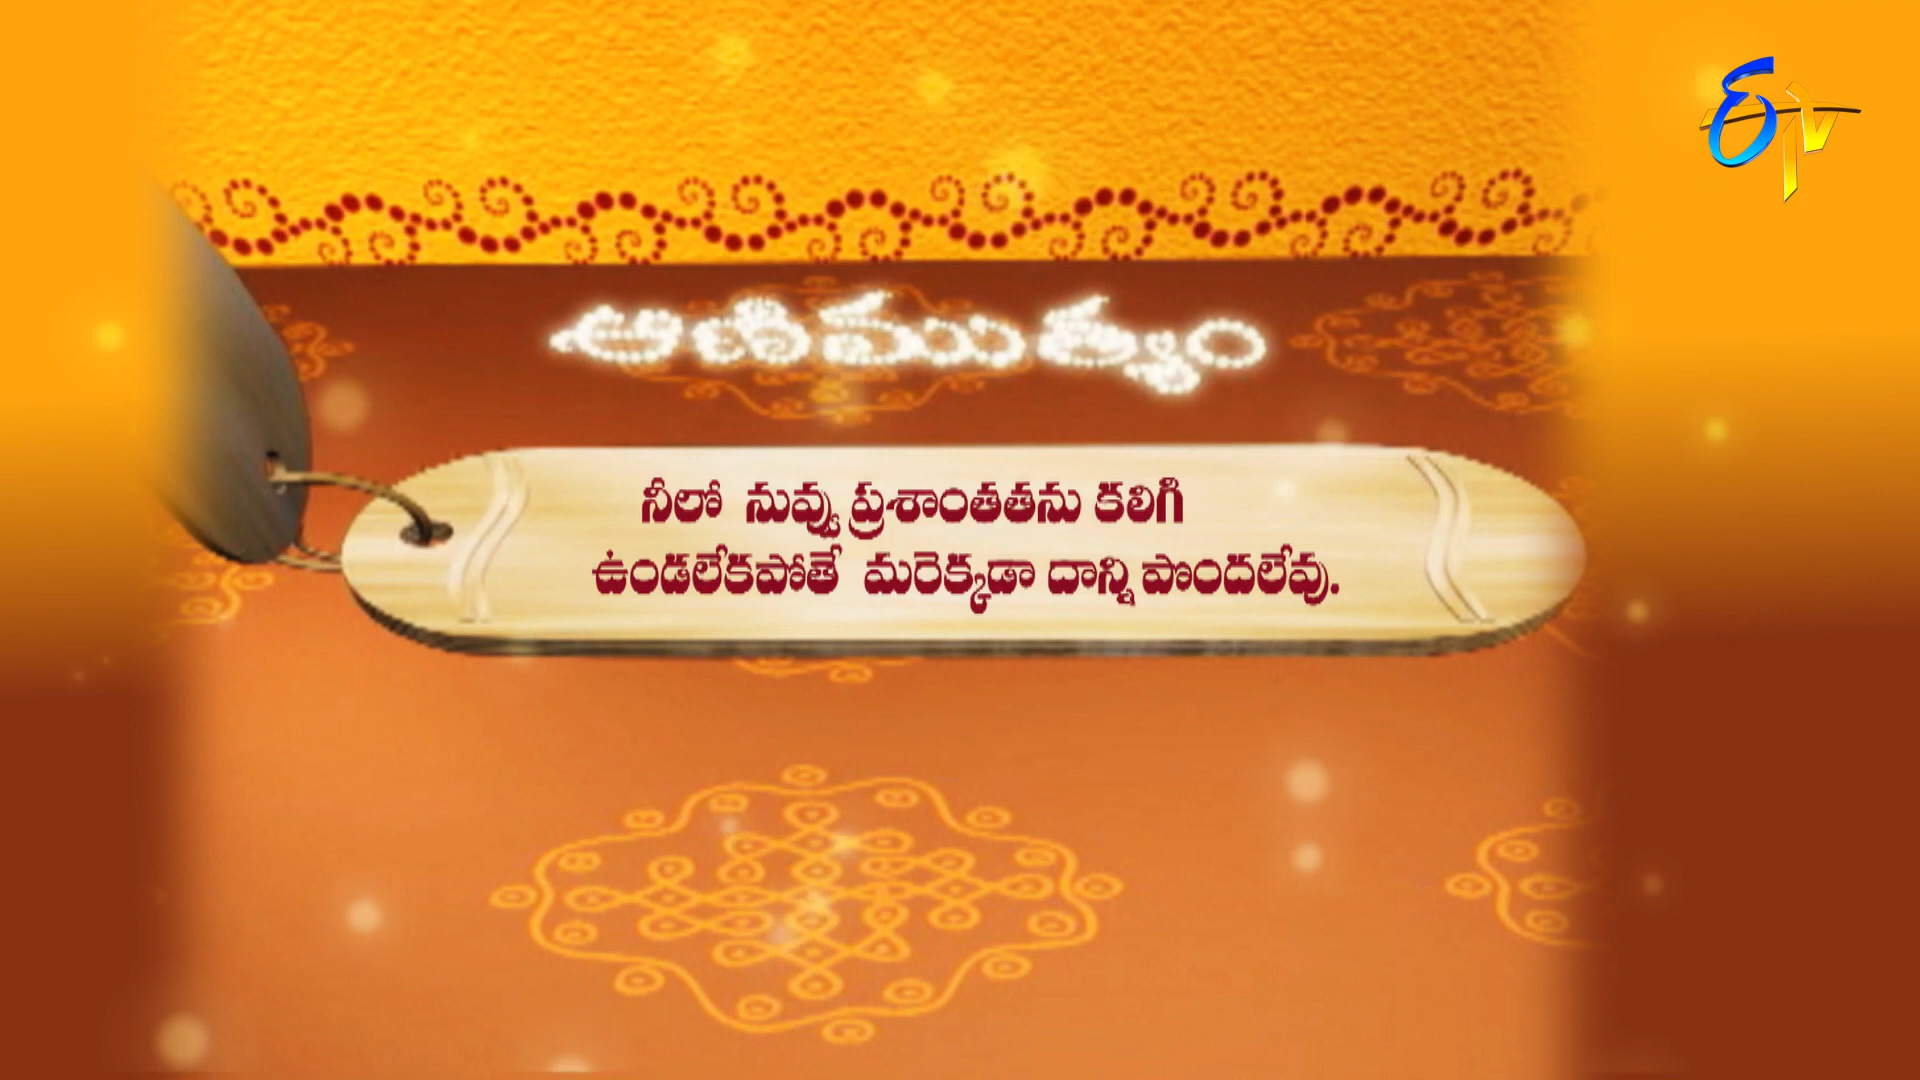 ETV
ఆణిముత్యం
నీలో నువ్వు ప్రశాంతతను కలిగి
ఉండలేకపోతే మరెక్కడా దాన్ని పొందలేవు.